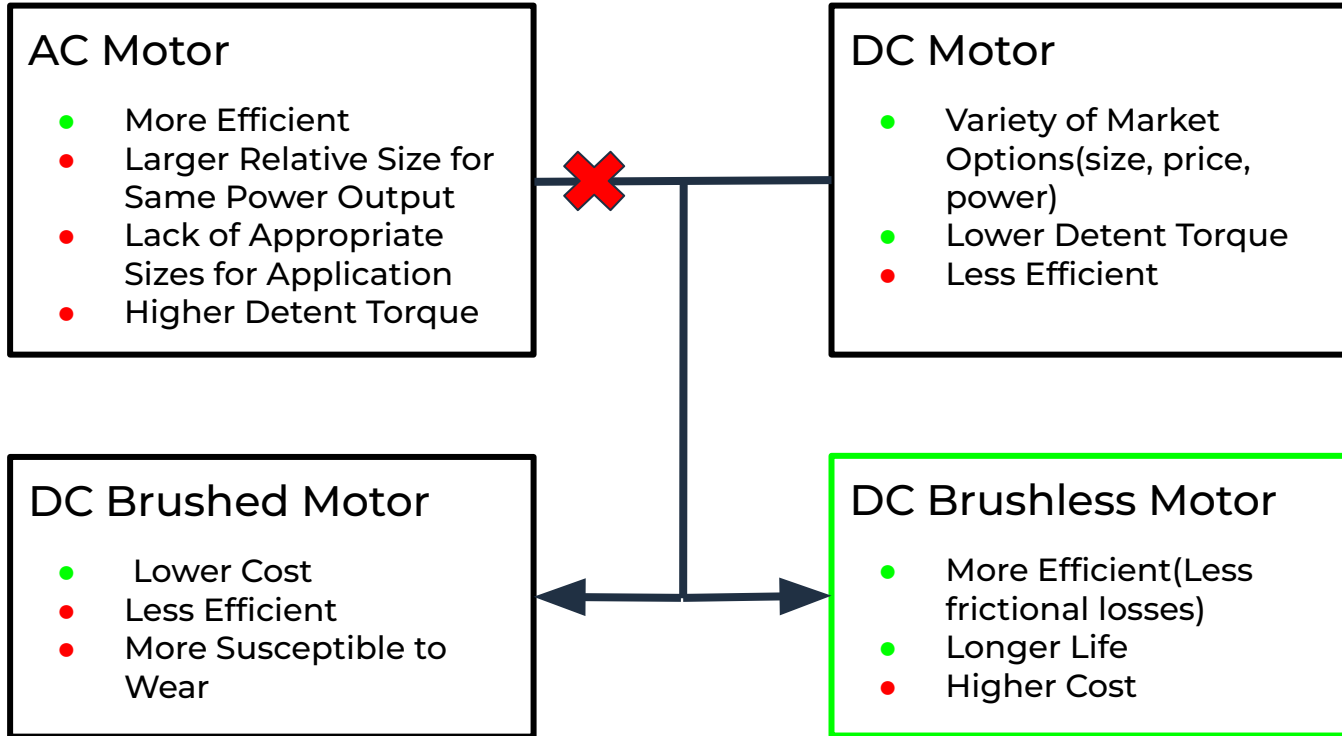 AC Motor
More Efficient
Larger Relative Size for
Same Power Output
Lack of Appropriate
Sizes for Application
Higher Detent Torque
DC Motor
Variety of Market
Options(size, price,
power)
Lower Detent Torque
Less Efficient
DC Brushed Motor
Lower Cost
Less Efficient
More Susceptible to
Wear
DC Brushless Motor
More Efficient(Less
frictional losses)
Longer Life
Higher Cost